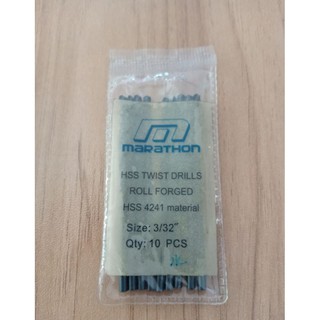 maraTHon
HSS TWIST DRILLS
ROLL FORGED
HSS 4241 material
Size: 3/32"
Qty: 10 PCS